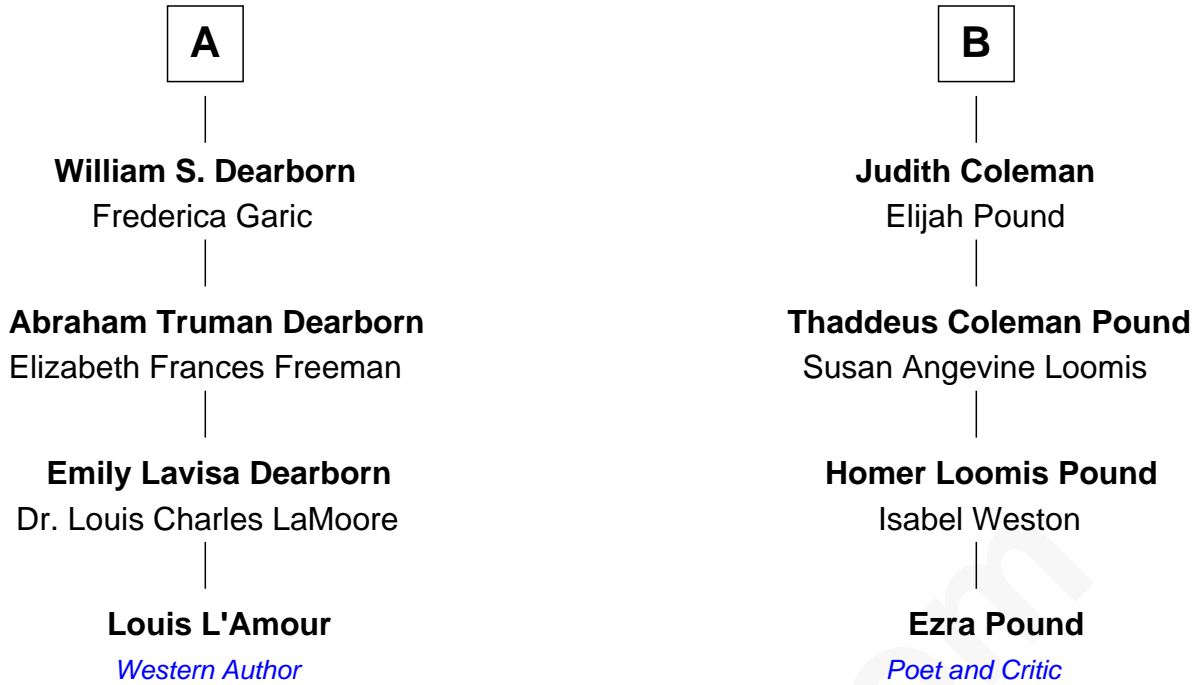 A
William S. Dearborn
Frederica Garic
Abraham Truman Dearborn
Elizabeth Frances Freeman
Emily Lavisa Dearborn
Dr. Louis Charles LaMoore
Louis L'Amour
Western Author
B
Judith Coleman
Elijah Pound
Thaddeus Coleman Pound
Susan Angevine Loomis
Homer Loomis Pound
Isabel Weston
Ezra Pound
Poet and Critic